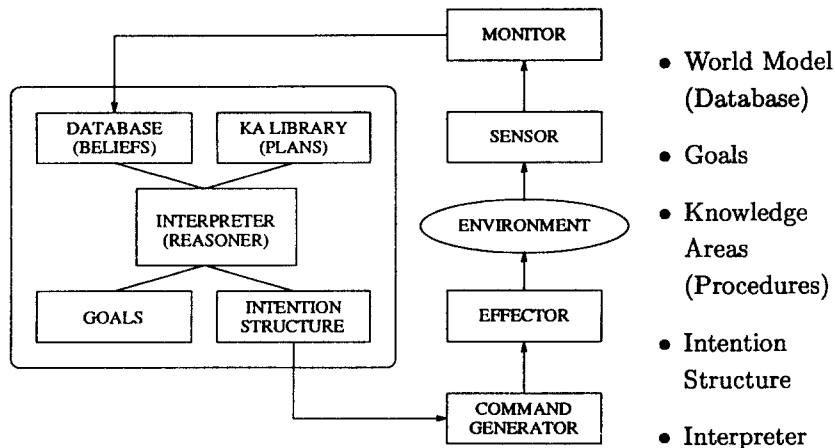 MONITOR
DATABASE
(BELIEFS)
KA LIBRARY
(PLANS)
SENSOR
INTERPRETER
(REASONER)
ENVIRONMENT
GOALS
INTENTION
STRUCTURE
EFFECTOR
COMMAND
GENERATOR
• World Model
(Database)
• Goals
• Knowledge
Areas
(Procedures)
• Intention
Structure
• Interpreter